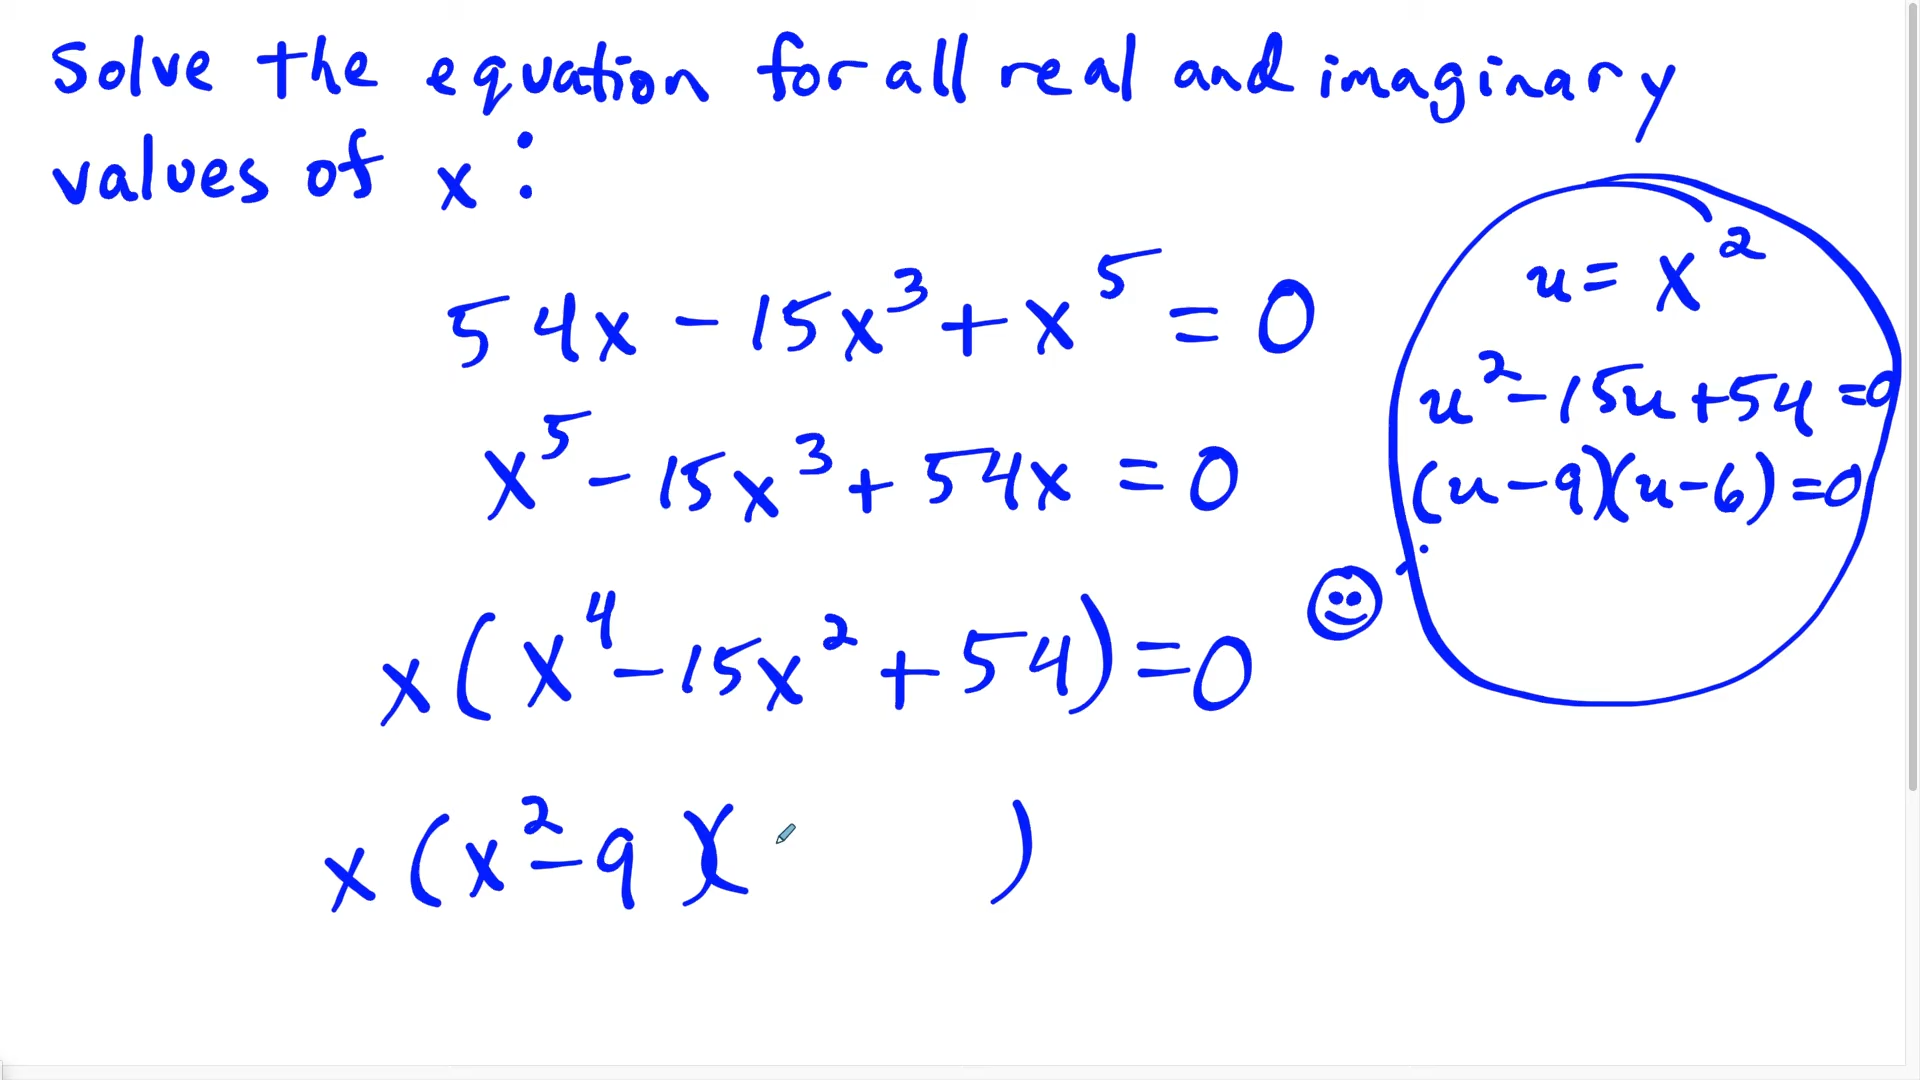 Solve the equation for all real and imaginary
values of x:
54x - 15x³ + x⁵ = 0
x⁵ - 15x³ + 54x = 0
x(x⁴ - 15x² + 54) = 0
x(x² - 9)(        )
u = x²
u² - 15u + 54 = 0
(u - 9)(u - 6) = 0